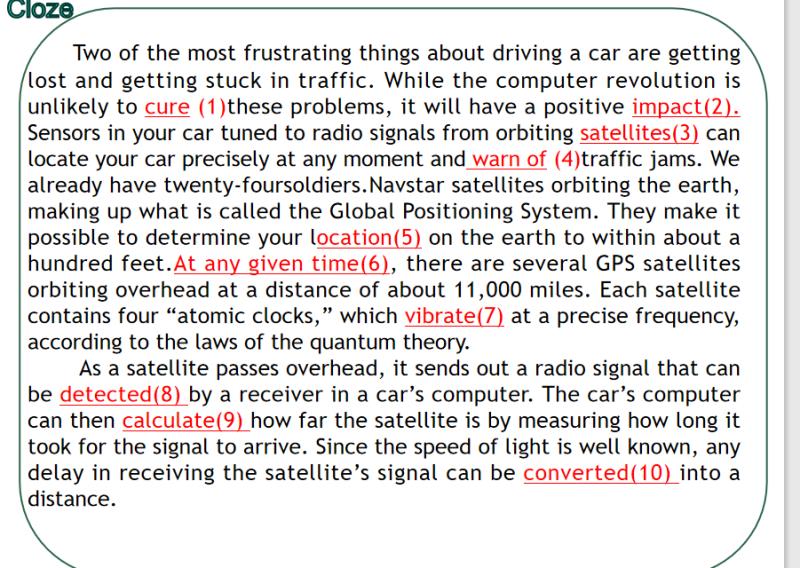 Cloze
Two of the most frustrating things about driving a car are getting
lost and getting stuck in traffic. While the computer revolution is
unlikely to cure (1)these problems, it will have a positive impact(2).
Sensors in your car tuned to radio signals from orbiting satellites(3) can
locate your car precisely at any moment and warn of (4)traffic jams. We
already have twenty-foursoldiers.Navstar satellites orbiting the earth,
making up what is called the Global Positioning System. They make it
possible to determine your location(5) on the earth to within about a
hundred feet.At any given time(6), there are several GPS satellites
orbiting overhead at a distance of about 11,000 miles. Each satellite
contains four “atomic clocks,” which vibrate(7) at a precise frequency,
according to the laws of the quantum theory.
As a satellite passes overhead, it sends out a radio signal that can
be detected(8) by a receiver in a car’s computer. The car’s computer
can then calculate(9) how far the satellite is by measuring how long it
took for the signal to arrive. Since the speed of light is well known, any
delay in receiving the satellite’s signal can be converted(10) into a
distance.